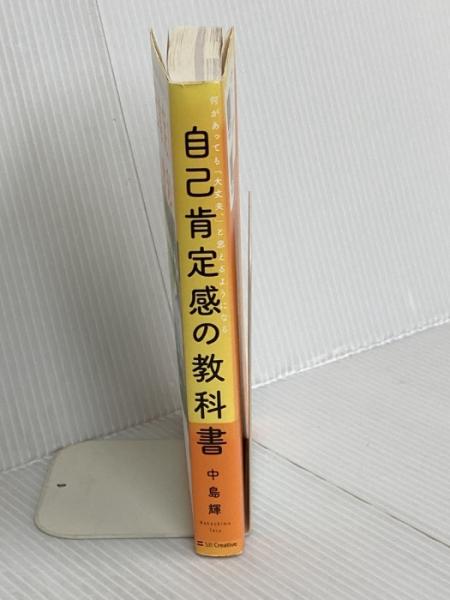 何があっても「大丈夫。」と思えるようになる
自己肯定感の教科書
中島輝
Nakashima
Teru
SB Creative